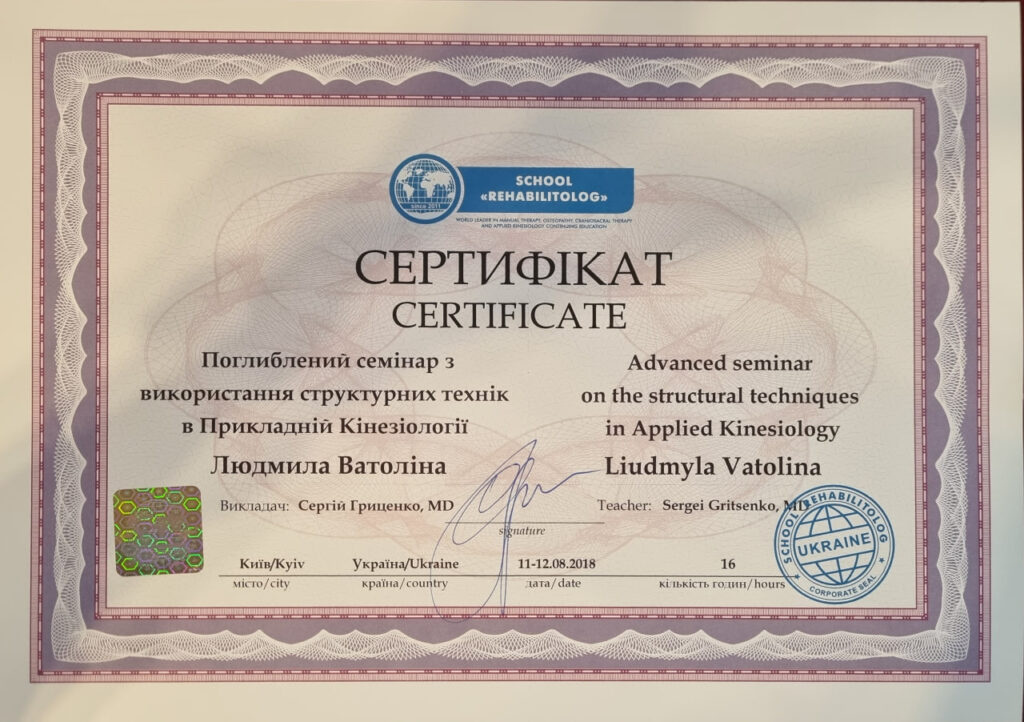 SCHOOL
«REHABILITOLOG»
since 2011
WORLD LEADER IN MANUAL THERAPY, OSTEOPATHY, CRANIOSACRAL THERAPY
AND APPLIED KINESIOLOGY CONTINUING EDUCATION
СЕРТИФІКАТ
CERTIFICATE
Поглиблений семінар з
використання структурних технік
в Прикладній Кінезіології
Людмила Ватоліна
Викладач: Сергій Гриценко, MD
Advanced seminar
on the structural techniques
in Applied Kinesiology
Liudmyla Vatolina
Teacher: Sergei Gritsenko, MD
signature
Київ/Kyiv Україна/Ukraine 11-12.08.2018 16
місто/city країна/country дата/date кількість годин/hours
SCHOOL REHABILITOLOG
UKRAINE
CORPORATE SEAL